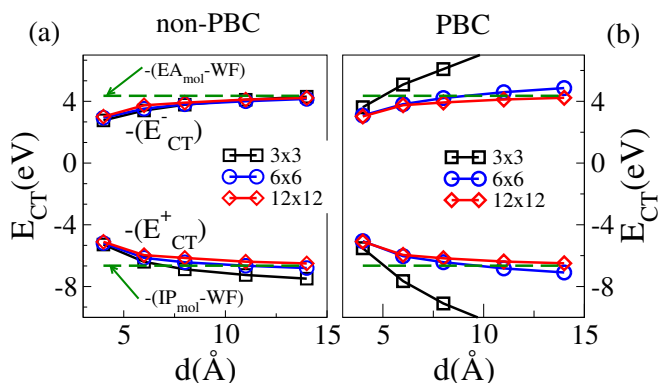 non-PBC
PBC
(a)
(b)
-(EA_mol-WF)
-(E^-_CT)
3x3
6x6
12x12
-(E^+_CT)
-(IP_mol-WF)
E_CT(eV)
4
0
-4
-8
5
10
15
d(Å)
3x3
6x6
12x12
E_CT(eV)
4
0
-4
-8
5
10
15
d(Å)